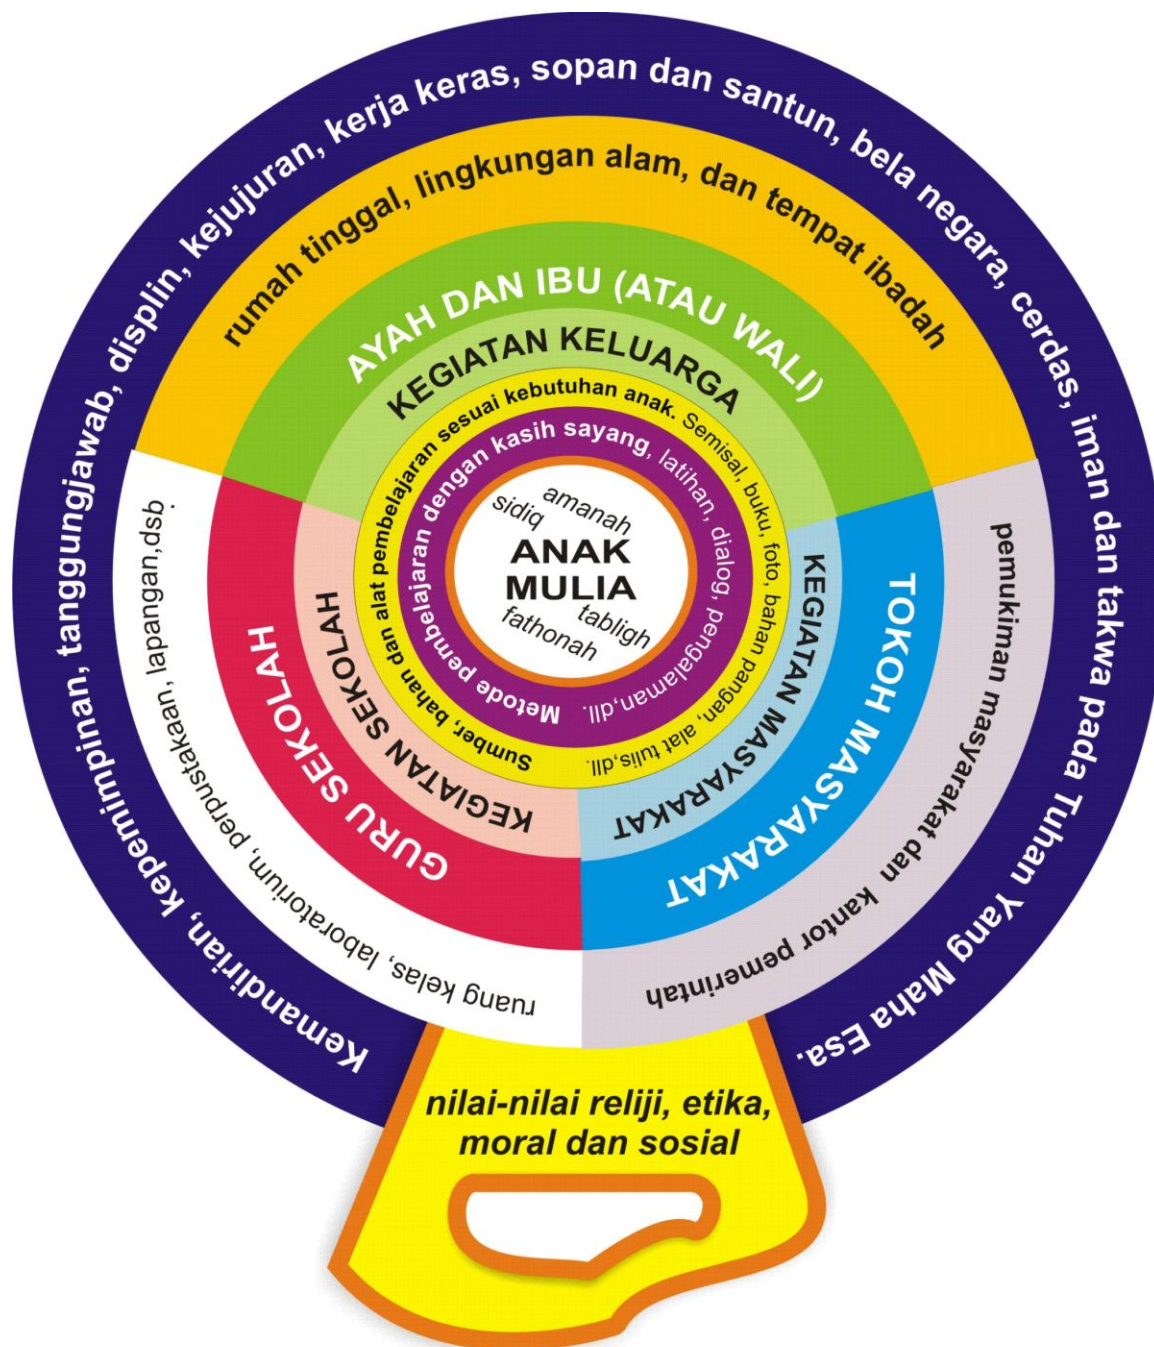 Kemandirian, kepemimpinan, tanggungjawab, displin, kejujuran, kerja keras, sopan dan santun, bela negara, cerdas, iman dan takwa pada Tuhan Yang Maha Esa.
rumah tinggal, lingkungan alam, dan tempat ibadah
AYAH DAN IBU (ATAU WALI)
KEGIATAN KELUARGA
Sumber, bahan dan alat pembelajaran sesuai kebutuhan anak. Semisal, buku, foto, bahan pangan, alat tulis,dll.
Metode pembelajaran dengan kasih sayang, latihan, dialog, pengalaman,dll.
amanah
sidiq
ANAK
MULIA
tabligh
fathonah
KEGIATAN SEKOLAH
GURU SEKOLAH
ruang kelas, laboratorium, perpustakaan, lapangan,dsb.
KEGIATAN MASYARAKAT
TOKOH MASYARAKAT
pemukiman masyarakat dan kantor pemerintah
nilai-nilai reliji, etika,
moral dan sosial